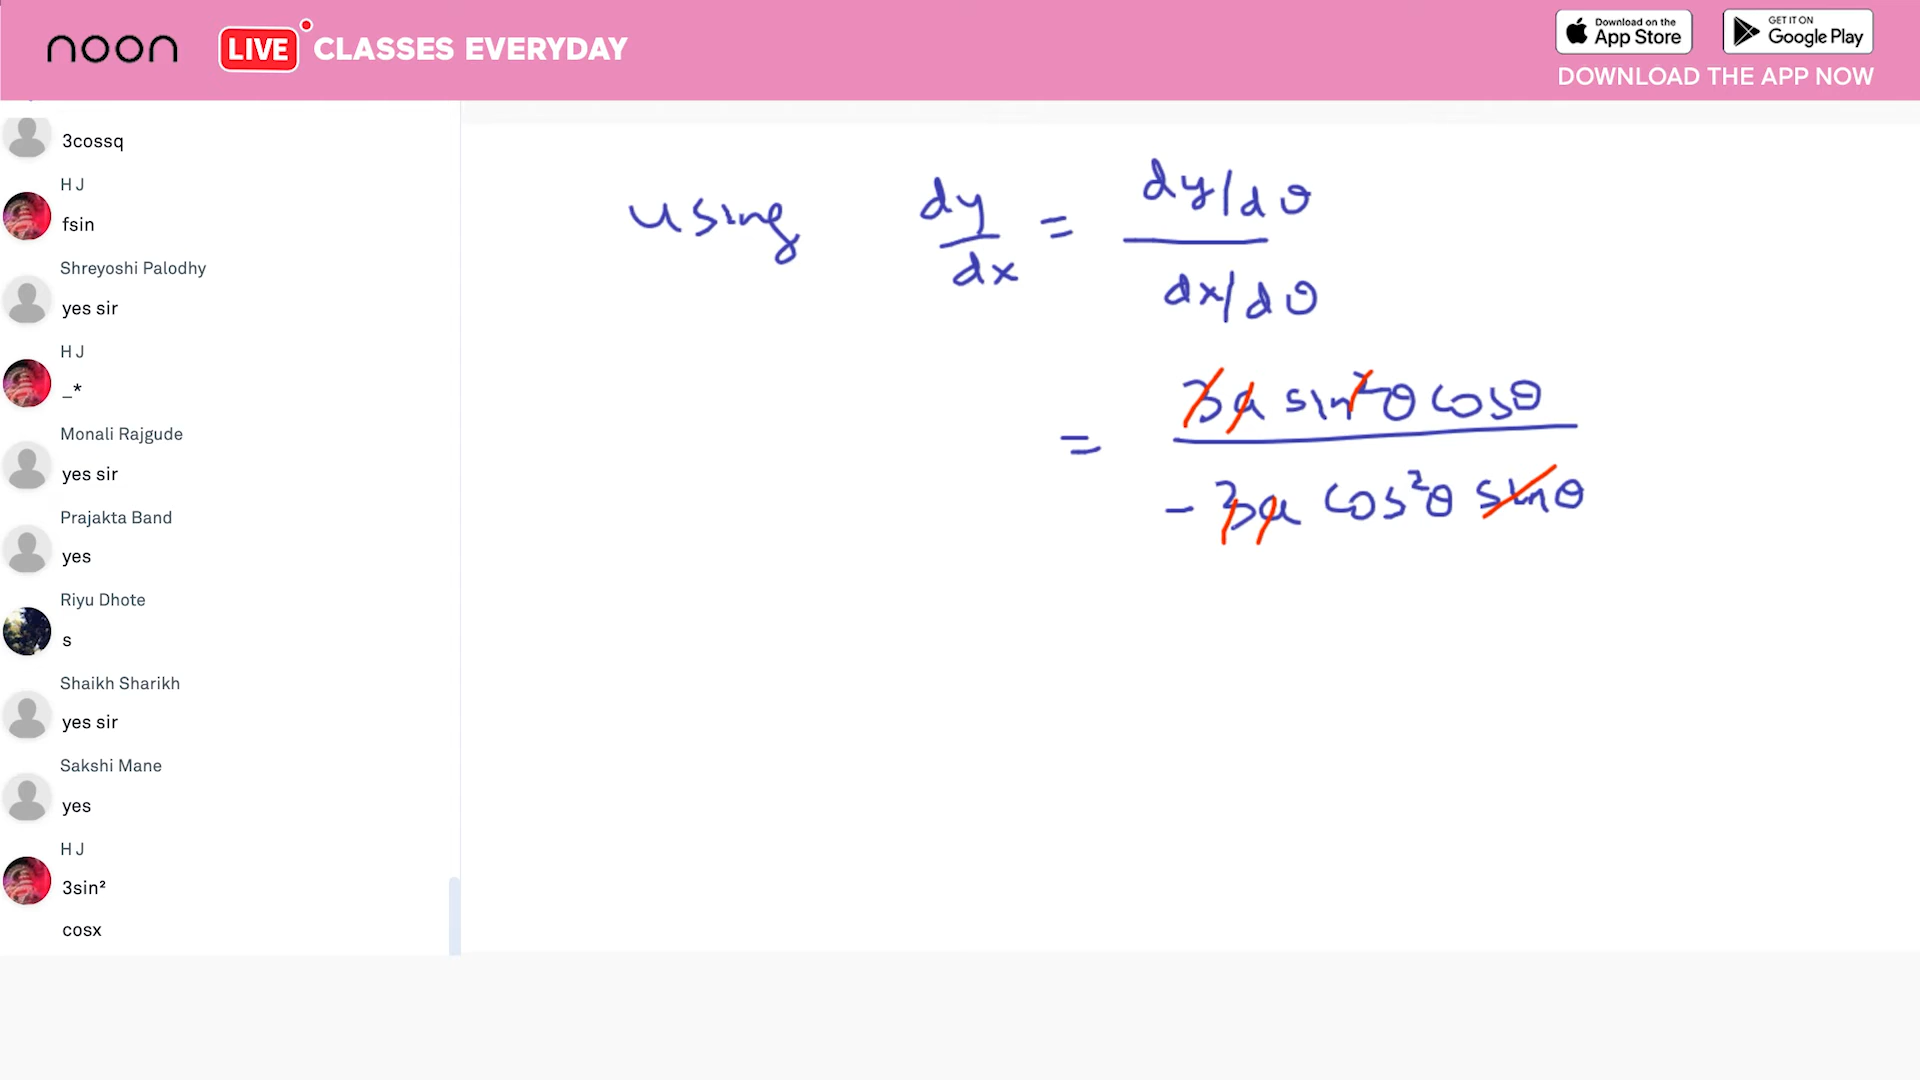 noon LIVE CLASSES EVERYDAY
Download on the App Store
GET IT ON Google Play
DOWNLOAD THE APP NOW
3cossq
H J
fsin
Shreyoshi Palodhy
yes sir
H J
_*
Monali Rajgude
yes sir
Prajakta Band
yes
Riyu Dhote
s
Shaikh Sharikh
yes sir
Sakshi Mane
yes
H J
3sin²
cosx
using dy/dx = (dy/dθ)/(dx/dθ)
= 3a sin²θ cosθ
- 3a cos²θ sinθ